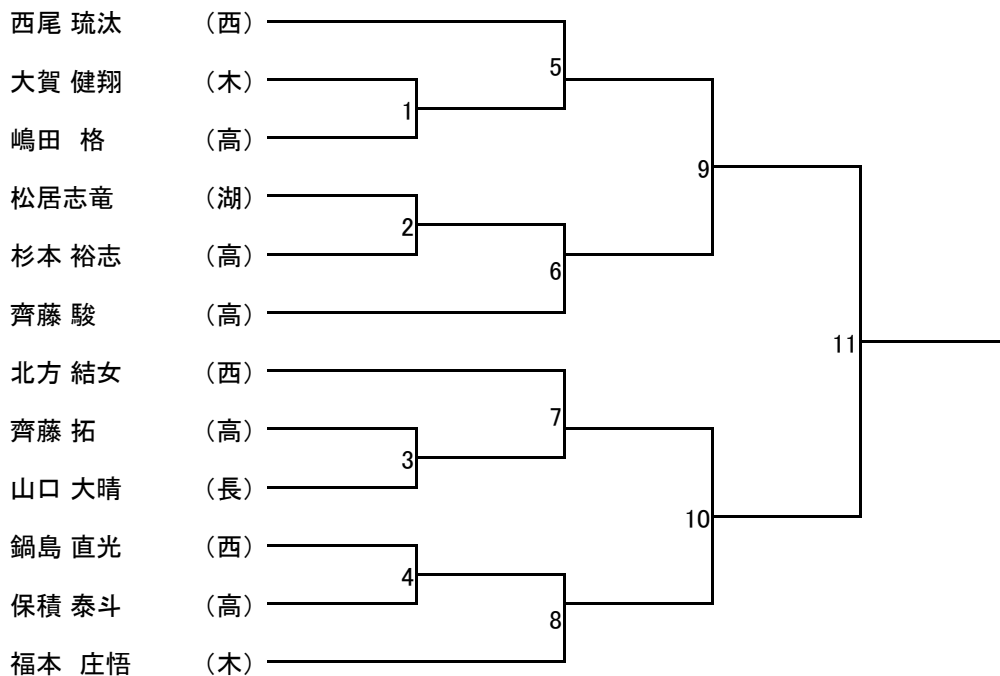 西尾 琉汰 (西)
5
大賀 健翔 (木)
1
嶋田 格 (高)
9
松居志竜 (湖)
2
杉本 裕志 (高)
6
齊藤 駿 (高)
11
北方 結女 (西)
7
齊藤 拓 (高)
3
山口 大晴 (長)
10
鍋島 直光 (西)
4
保積 泰斗 (高)
8
福本 庄悟 (木)